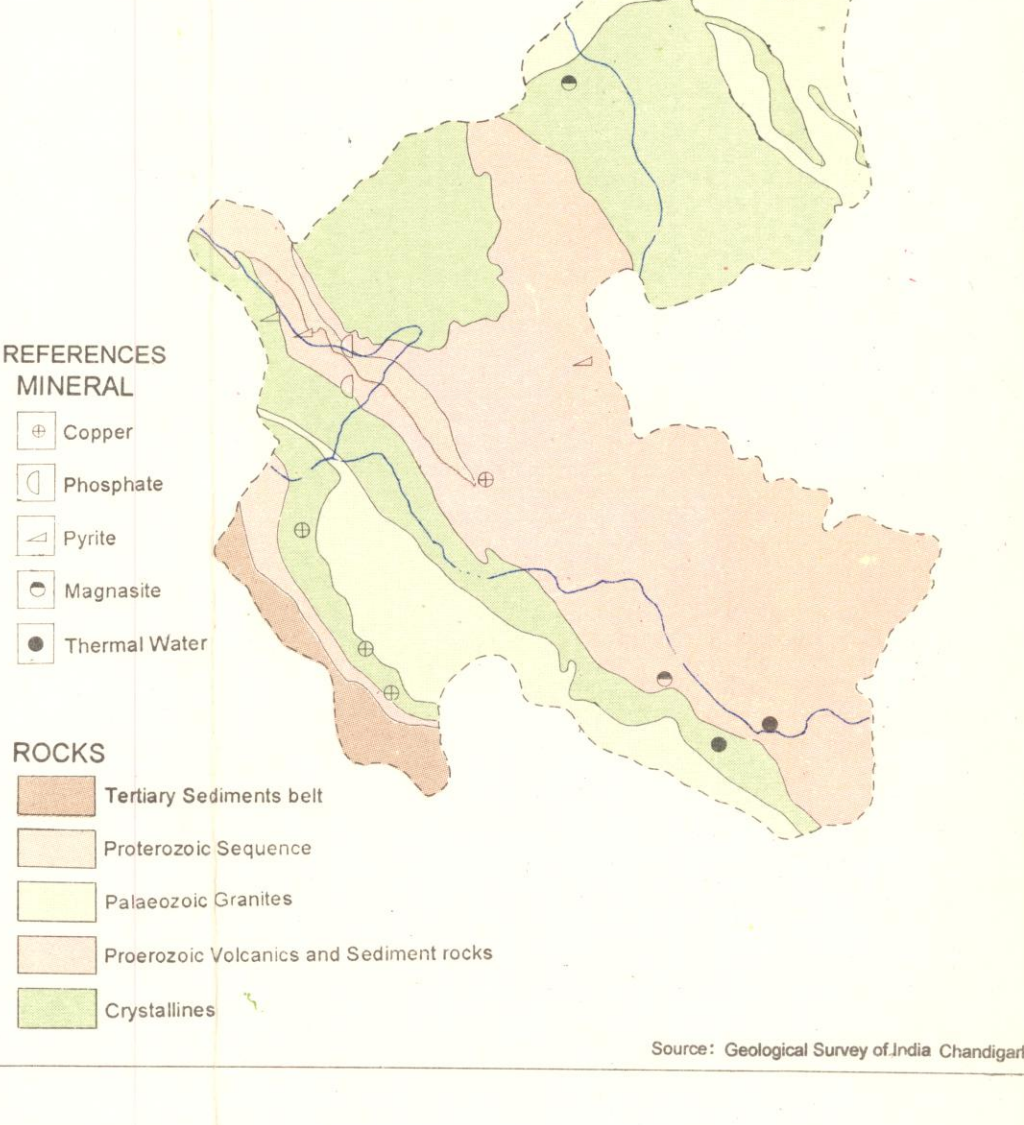 REFERENCES
MINERAL
Copper
Phosphate
Pyrite
Magnasite
Thermal Water
ROCKS
Tertiary Sediments belt
Proterozoic Sequence
Palaeozoic Granites
Proerozoic Volcanics and Sediment rocks
Crystallines
Source: Geological Survey of India Chandigarh